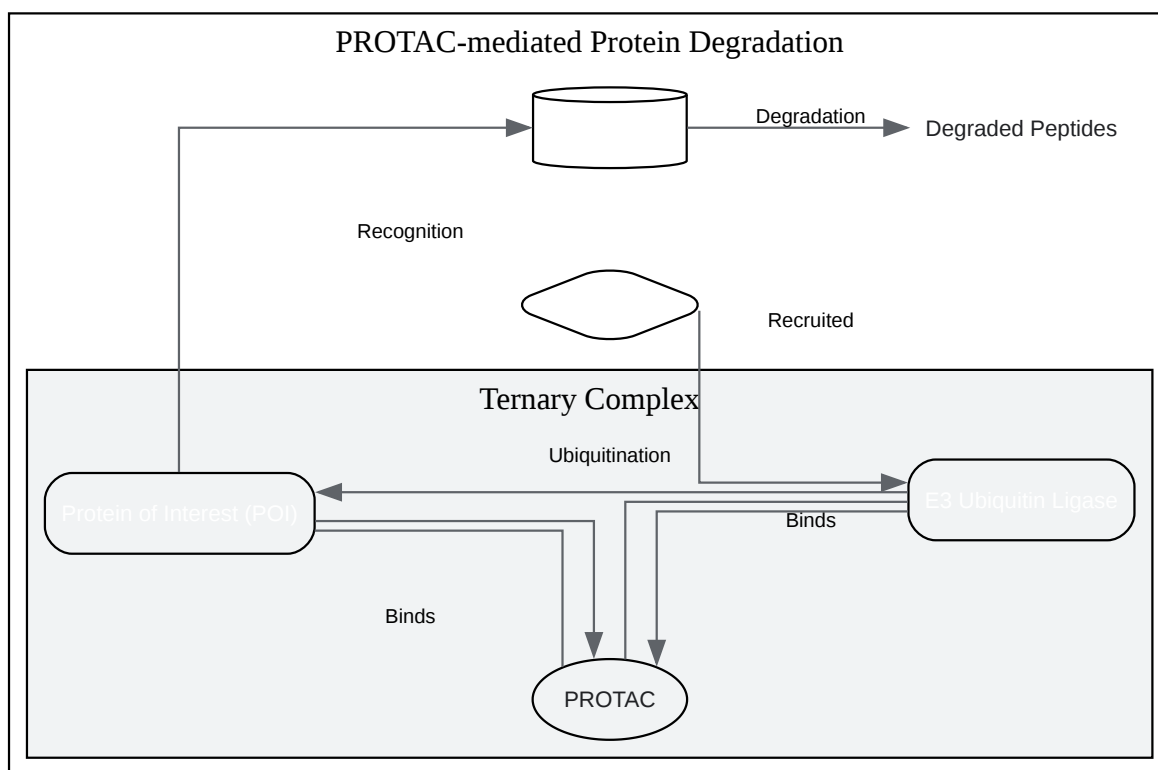 PROTAC-mediated Protein Degradation
Degradation
Degraded Peptides
Recognition
Recruited
Ternary Complex
Ubiquitination
Protein of Interest (POI)
E3 Ubiquitin Ligase
Binds
Binds
PROTAC